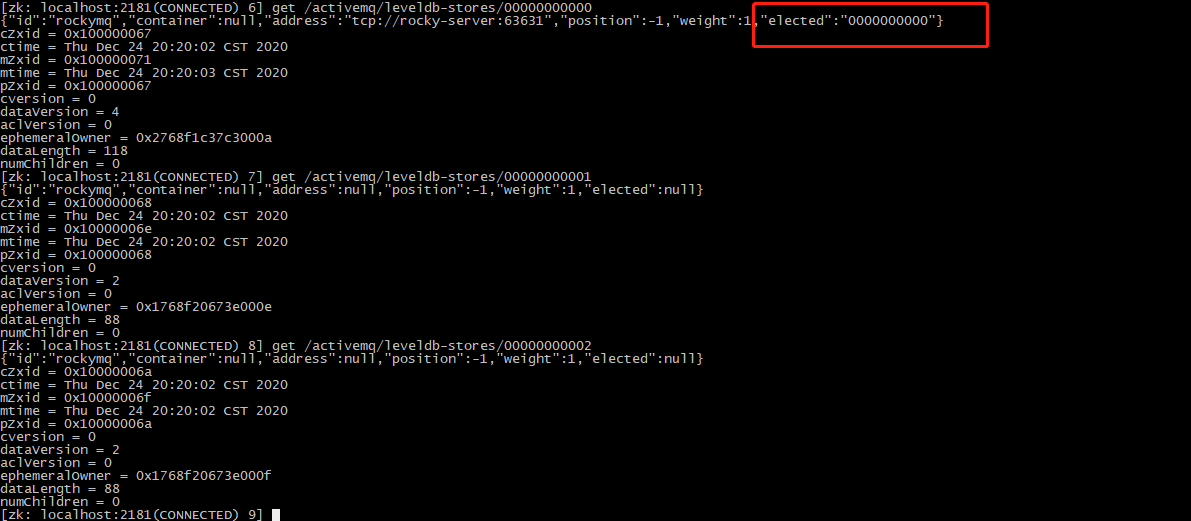 [zk: localhost:2181(CONNECTED) 6] get /activemq/leveldb-stores/00000000000
{"id":"rockymq","container":null,"address":"tcp://rocky-server:63631","position":-1,"weight":1,"elected":"0000000000"}
cZxid = 0x100000067
ctime = Thu Dec 24 20:20:02 CST 2020
mZxid = 0x100000071
mtime = Thu Dec 24 20:20:03 CST 2020
pZxid = 0x100000067
cversion = 0
dataVersion = 4
aclVersion = 0
ephemeralOwner = 0x2768f1c37c3000a
dataLength = 118
numChildren = 0
[zk: localhost:2181(CONNECTED) 7] get /activemq/leveldb-stores/00000000001
{"id":"rockymq","container":null,"address":null,"position":-1,"weight":1,"elected":null}
cZxid = 0x100000068
ctime = Thu Dec 24 20:20:02 CST 2020
mZxid = 0x10000006e
mtime = Thu Dec 24 20:20:02 CST 2020
pZxid = 0x100000068
cversion = 0
dataVersion = 2
aclVersion = 0
ephemeralOwner = 0x1768f20673e000e
dataLength = 88
numChildren = 0
[zk: localhost:2181(CONNECTED) 8] get /activemq/leveldb-stores/00000000002
{"id":"rockymq","container":null,"address":null,"position":-1,"weight":1,"elected":null}
cZxid = 0x10000006a
ctime = Thu Dec 24 20:20:02 CST 2020
mZxid = 0x10000006f
mtime = Thu Dec 24 20:20:02 CST 2020
pZxid = 0x10000006a
cversion = 0
dataVersion = 2
aclVersion = 0
ephemeralOwner = 0x1768f20673e000f
dataLength = 88
numChildren = 0
[zk: localhost:2181(CONNECTED) 9]